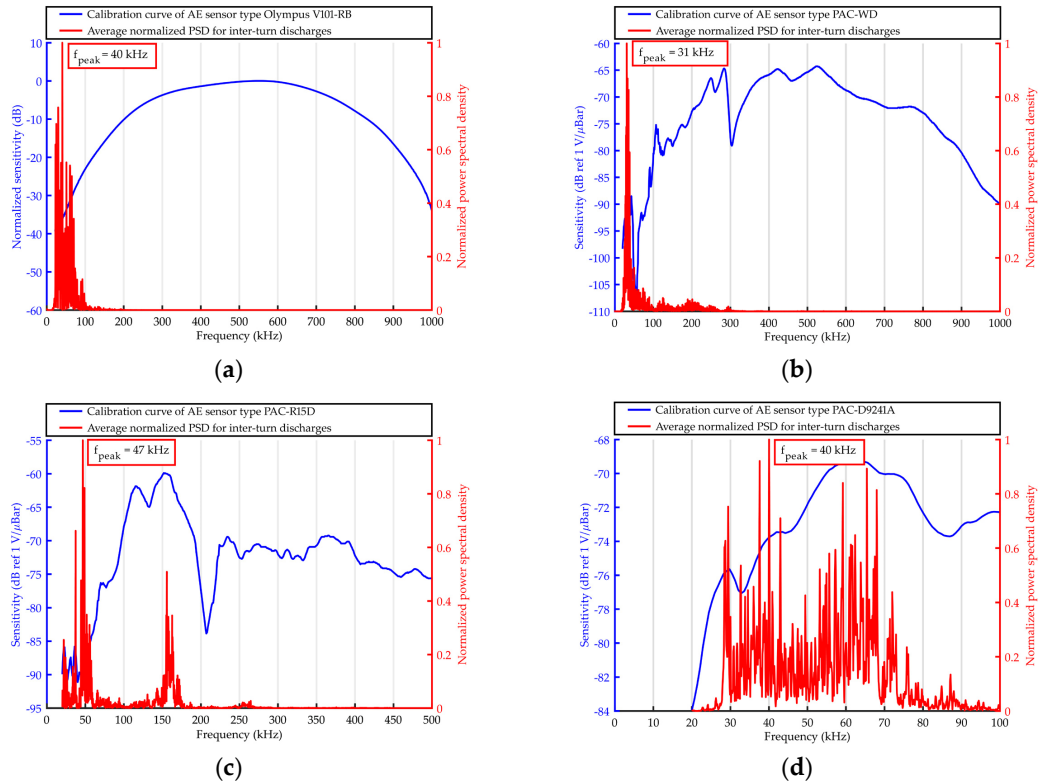 Calibration curve of AE sensor type Olympus V101-RB
Average normalized PSD for inter-turn discharges
f_peak = 40 kHz
Normalized sensitivity (dB)
10
0
-10
-20
-30
-40
-50
-60
0 100 200 300 400 500 600 700 800 900 1000
Frequency (kHz)
1
0.8
0.6
0.4
0.2
0
Normalized power spectral density
(a)
Calibration curve of AE sensor type PAC-WD
Average normalized PSD for inter-turn discharges
f_peak = 31 kHz
Sensitivity (dB ref 1 V/μBar)
-60
-65
-70
-75
-80
-85
-90
-95
-100
-105
-110
0 100 200 300 400 500 600 700 800 900 1000
Frequency (kHz)
1
0.8
0.6
0.4
0.2
0
Normalized power spectral density
(b)
Calibration curve of AE sensor type PAC-R15D
Average normalized PSD for inter-turn discharges
f_peak = 47 kHz
Sensitivity (dB ref 1 V/μBar)
-55
-60
-65
-70
-75
-80
-85
-90
-95
0 50 100 150 200 250 300 350 400 450 500
Frequency (kHz)
1
0.8
0.6
0.4
0.2
0
Normalized power spectral density
(c)
Calibration curve of AE sensor type PAC-D9241A
Average normalized PSD for inter-turn discharges
f_peak = 40 kHz
Sensitivity (dB ref 1 V/μBar)
-68
-70
-72
-74
-76
-78
-80
-82
-84
0 10 20 30 40 50 60 70 80 90 100
Frequency (kHz)
1
0.8
0.6
0.4
0.2
0
Normalized power spectral density
(d)